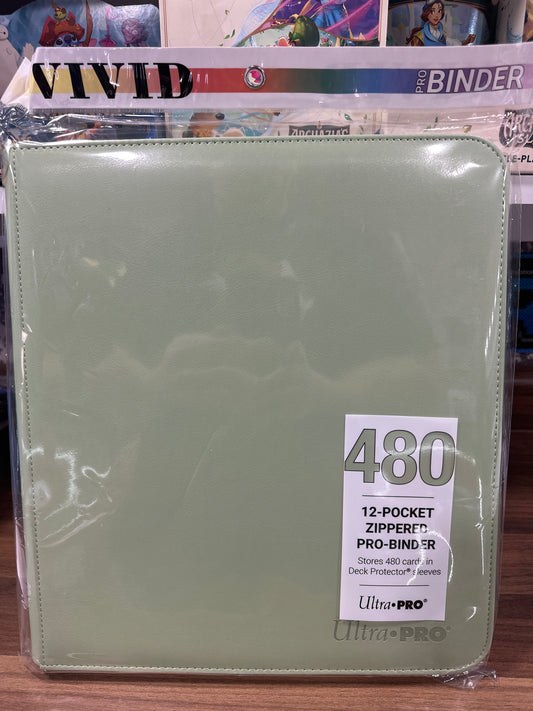 VIVID PRO BINDER
480
12-POCKET
ZIPPERED
PRO-BINDER
Stores 480 cards in
Deck Protector® sleeves
Ultra•PRO®
Ultra•PRO®